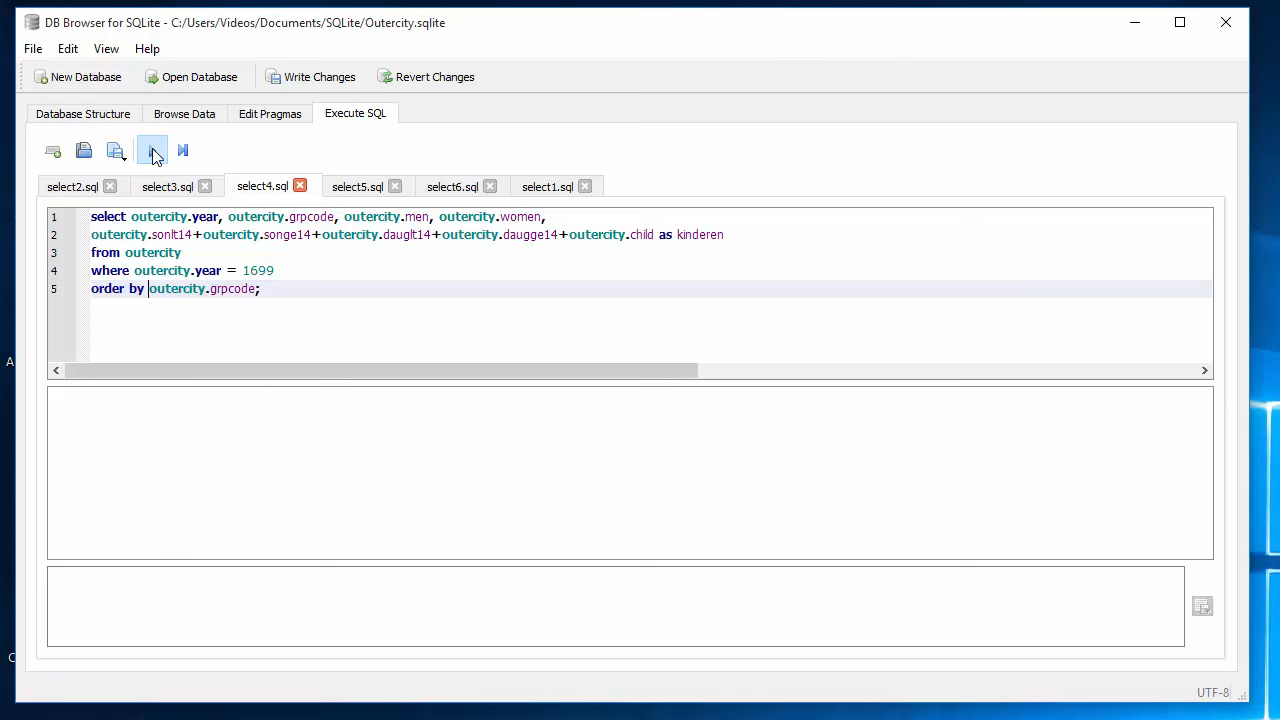 DB Browser for SQLite - C:/Users/Videos/Documents/SQLite/Outercity.sqlite
File Edit View Help
New Database Open Database Write Changes Revert Changes
Database Structure Browse Data Edit Pragmas Execute SQL
select2.sql select3.sql select4.sql select5.sql select6.sql select1.sql
1 select outercity.year, outercity.grpcode, outercity.men, outercity.women,
2 outercity.sonlt14+outercity.songe14+outercity.dauglt14+outercity.daugge14+outercity.child as kinderen
3 from outercity
4 where outercity.year = 1699
5 order by outercity.grpcode;
A
C
UTF-8